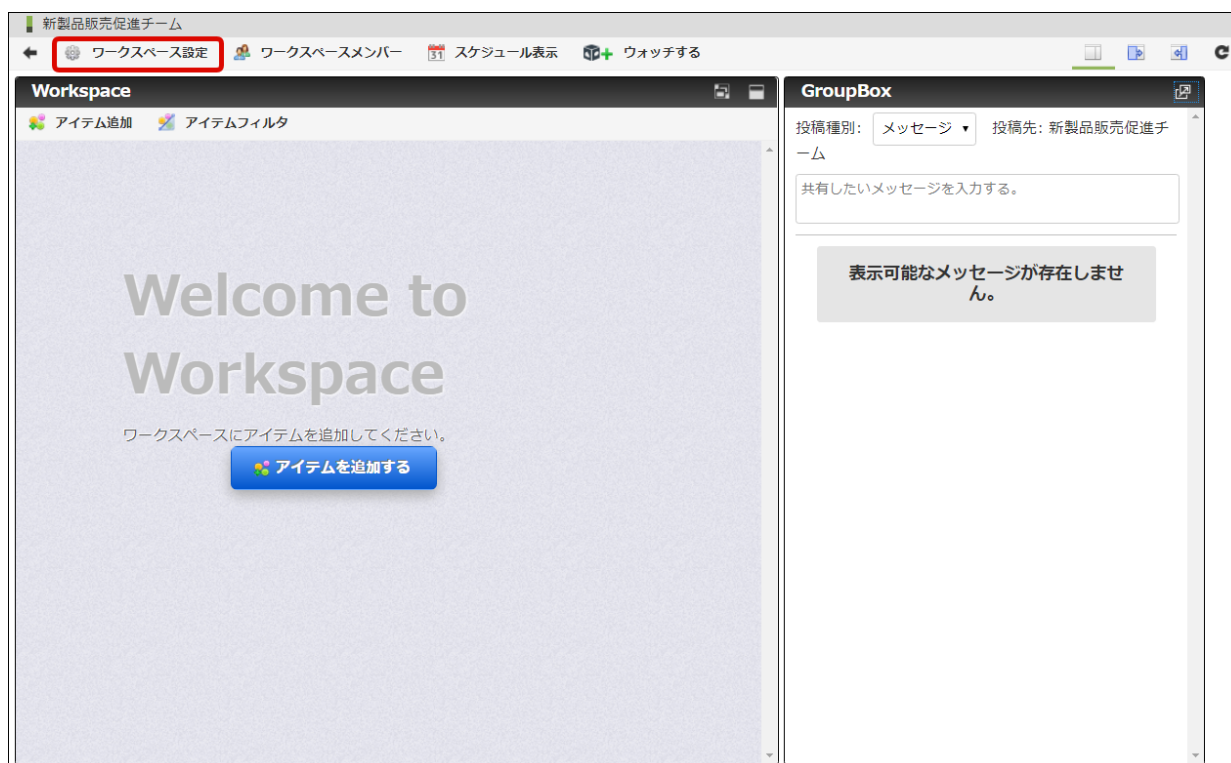 新製品販売促進チーム
ワークスペース設定 ワークスペースメンバー 31 スケジュール表示 ウォッチする
Workspace
アイテム追加 アイテムフィルタ
Welcome to
Workspace
ワークスペースにアイテムを追加してください。
アイテムを追加する
GroupBox
投稿種別: メッセージ 投稿先: 新製品販売促進チ
ーム
共有したいメッセージを入力する。
表示可能なメッセージが存在しませ
ん。